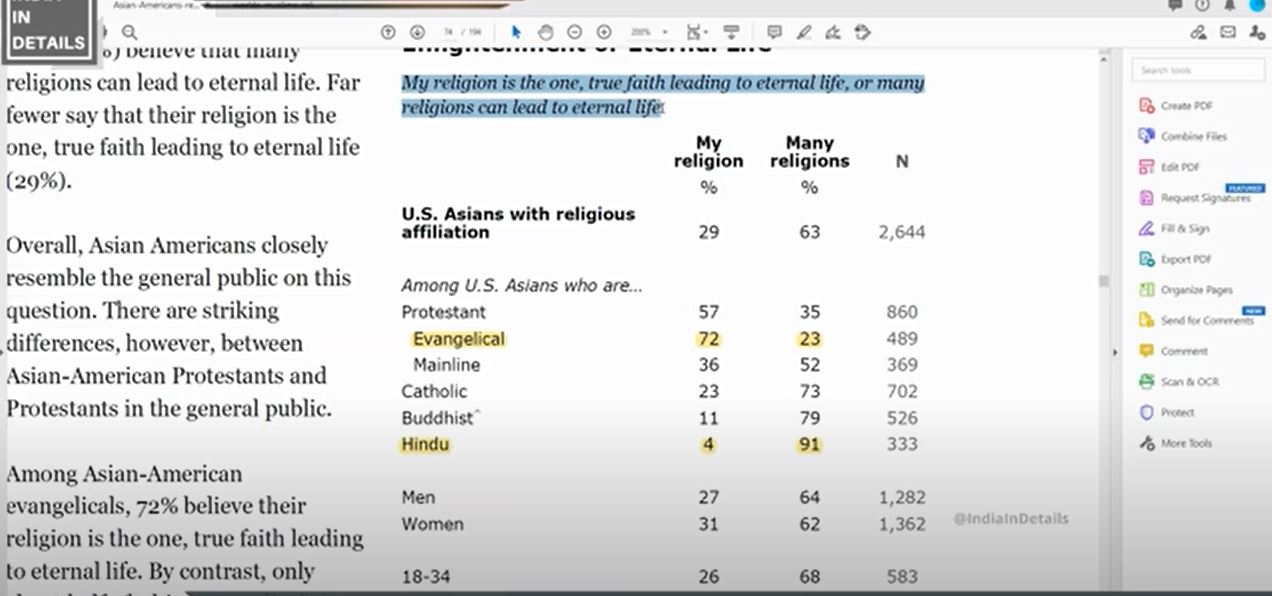 IN
DETAILS
Asian-Americans-re...
74 / 194
200%
) believe that many
religions can lead to eternal life. Far
fewer say that their religion is the
one, true faith leading to eternal life
(29%).
Overall, Asian Americans closely
resemble the general public on this
question. There are striking
differences, however, between
Asian-American Protestants and
Protestants in the general public.
Among Asian-American
evangelicals, 72% believe their
religion is the one, true faith leading
to eternal life. By contrast, only
Enlightenment or Eternal Life
My religion is the one, true faith leading to eternal life, or many
religions can lead to eternal life
My religion Many religions N
% %
U.S. Asians with religious
affiliation 29 63 2,644
Among U.S. Asians who are...
Protestant 57 35 860
Evangelical 72 23 489
Mainline 36 52 369
Catholic 23 73 702
Buddhist^ 11 79 526
Hindu 4 91 333
Men 27 64 1,282
Women 31 62 1,362
18-34 26 68 583
@IndiaInDetails
Search tools
Create PDF
Combine Files
Edit PDF
FEATURED
Request Signatures
Fill & Sign
Export PDF
Organize Pages
NEW
Send for Comments
Comment
Scan & OCR
Protect
More Tools